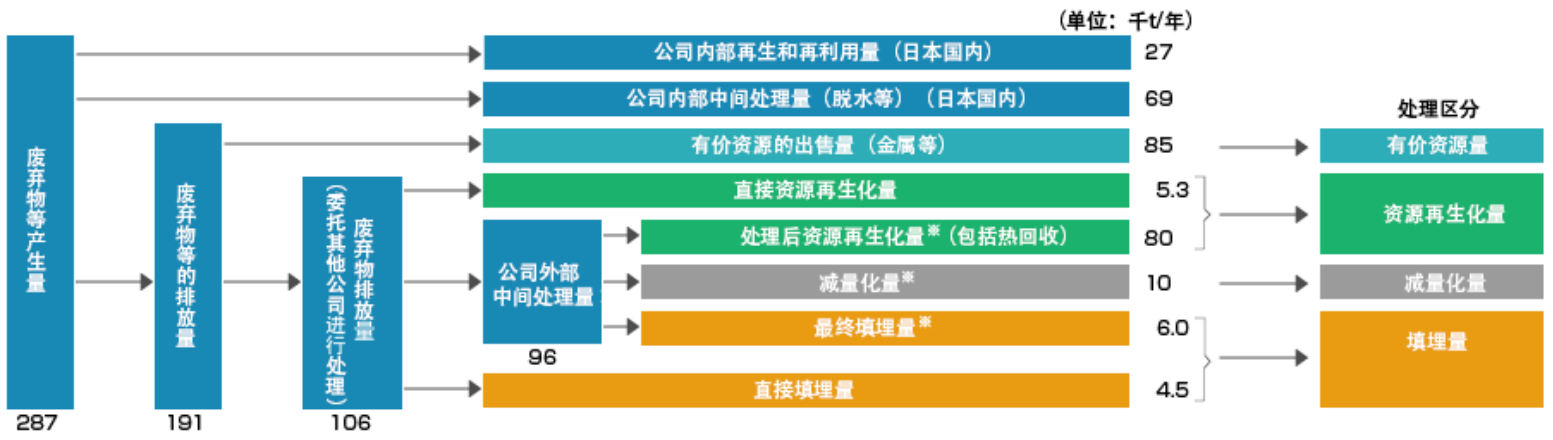 （单位：千t/年）
公司内部再生和再利用量（日本国内）
27
公司内部中间处理量（脱水等）（日本国内）
69
处理区分
有价资源的出售量（金属等）
85
有价资源量
废弃物等产生量
287
废弃物等的排放量
191
废弃物排放量
（委托其他公司进行处理）
106
直接资源再生化量
5.3
资源再生化量
公司外部
中间处理量
96
处理后资源再生化量※（包括热回收）
80
减量化量※
10
减量化量
最终填埋量※
6.0
填埋量
直接填埋量
4.5